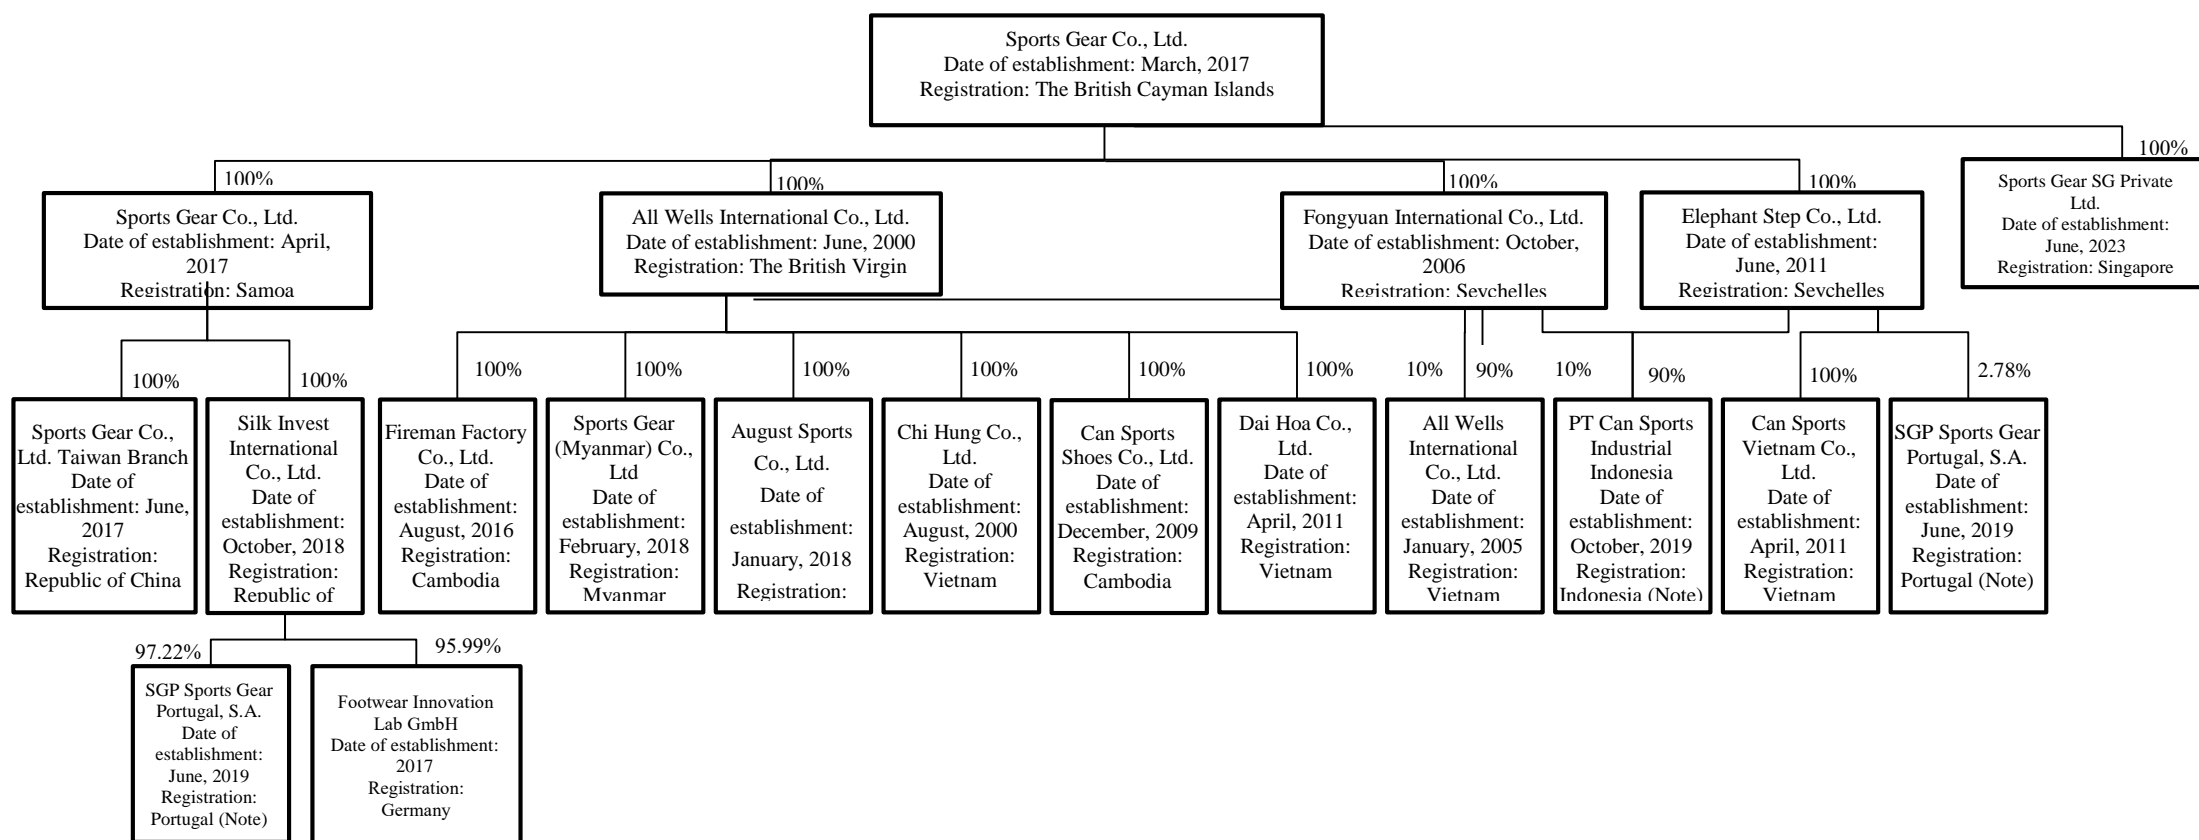 Sports Gear Co., Ltd.
Date of establishment: March, 2017
Registration: The British Cayman Islands
100%
Sports Gear Co., Ltd.
Date of establishment: April,
2017
Registration: Samoa
100%
All Wells International Co., Ltd.
Date of establishment: June, 2000
Registration: The British Virgin
100%
Fongyuan International Co., Ltd.
Date of establishment: October,
2006
Registration: Seychelles
100%
Elephant Step Co., Ltd.
Date of establishment:
June, 2011
Registration: Seychelles
100%
Sports Gear SG Private
Ltd.
Date of establishment:
June, 2023
Registration: Singapore
100%
Sports Gear Co.,
Ltd. Taiwan Branch
Date of
establishment: June,
2017
Registration:
Republic of China
100%
Silk Invest
International
Co., Ltd.
Date of
establishment:
October, 2018
Registration:
Republic of
100%
Fireman Factory
Co., Ltd.
Date of
establishment:
August, 2016
Registration:
Cambodia
100%
Sports Gear
(Myanmar) Co.,
Ltd
Date of
establishment:
February, 2018
Registration:
Myanmar
100%
August Sports
Co., Ltd.
Date of
establishment:
January, 2018
Registration:
100%
Chi Hung Co.,
Ltd.
Date of
establishment:
August, 2000
Registration:
Vietnam
100%
Can Sports
Shoes Co., Ltd.
Date of
establishment:
December, 2009
Registration:
Cambodia
100%
Dai Hoa Co.,
Ltd.
Date of
establishment:
April, 2011
Registration:
Vietnam
10%
90%
All Wells
International
Co., Ltd.
Date of
establishment:
January, 2005
Registration:
Vietnam
10%
90%
PT Can Sports
Industrial
Indonesia
Date of
establishment:
October, 2019
Registration:
Indonesia (Note)
100%
Can Sports
Vietnam Co.,
Ltd.
Date of
establishment:
April, 2011
Registration:
Vietnam
2.78%
SGP Sports Gear
Portugal, S.A.
Date of
establishment:
June, 2019
Registration:
Portugal (Note)
97.22%
SGP Sports Gear
Portugal, S.A.
Date of
establishment:
June, 2019
Registration:
Portugal (Note)
95.99%
Footwear Innovation
Lab GmbH
Date of establishment:
2017
Registration:
Germany